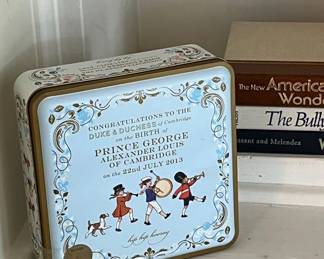 CONGRATULATIONS TO THE
DUKE & DUCHESS of Cambridge
on the BIRTH of
PRINCE GEORGE
ALEXANDER LOUIS
OF CAMBRIDGE
on the 22nd JULY 2013
hip hip hooray
The New America
Wond
The Bully
ssant and Melendez